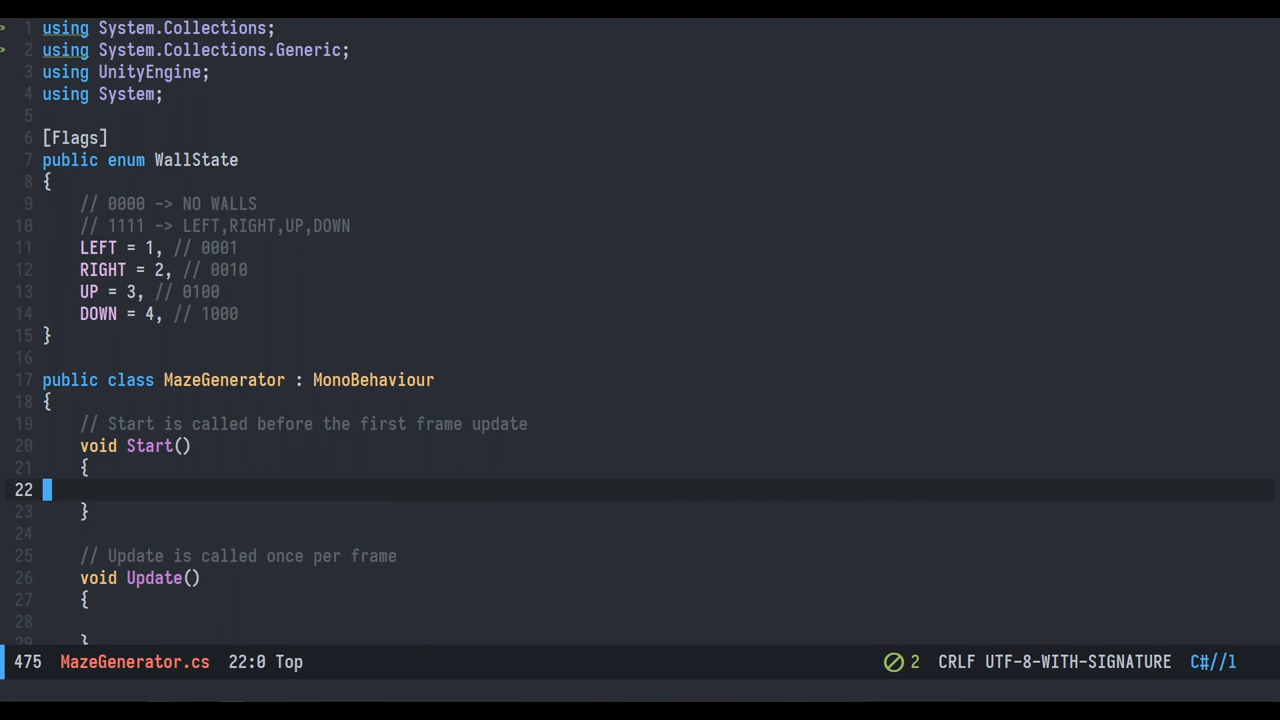 1 using System.Collections;
2 using System.Collections.Generic;
3 using UnityEngine;
4 using System;
5
6 [Flags]
7 public enum WallState
8 {
9     // 0000 -> NO WALLS
10     // 1111 -> LEFT,RIGHT,UP,DOWN
11     LEFT = 1, // 0001
12     RIGHT = 2, // 0010
13     UP = 3, // 0100
14     DOWN = 4, // 1000
15 }
16
17 public class MazeGenerator : MonoBehaviour
18 {
19     // Start is called before the first frame update
20     void Start()
21     {
22
23     }
24
25     // Update is called once per frame
26     void Update()
27     {
28
29     }
475 MazeGenerator.cs 22:0 Top 2 CRLF UTF-8-WITH-SIGNATURE C#//l